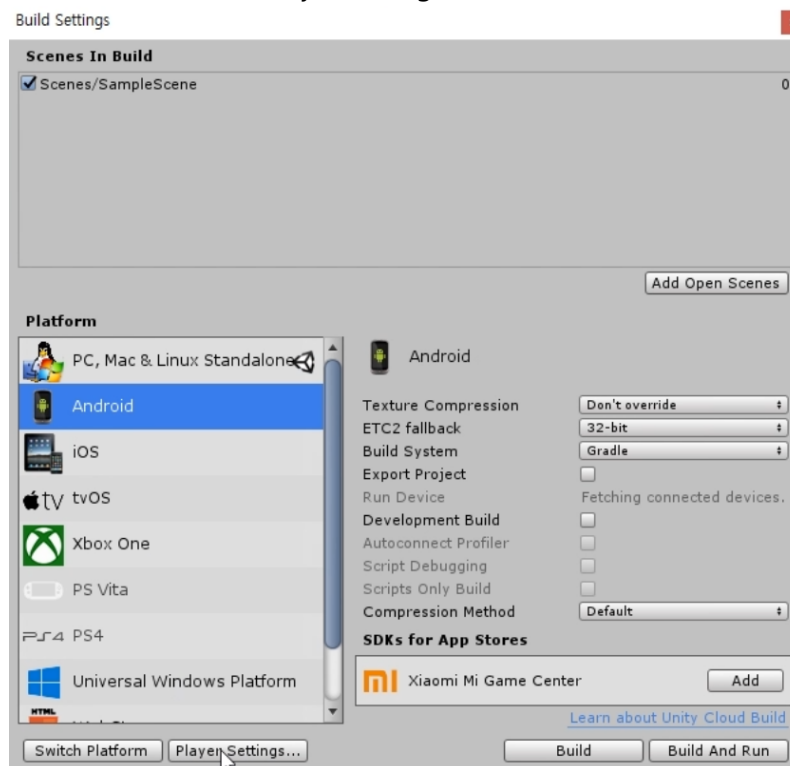 Build Settings
Scenes In Build
Scenes/SampleScene 0
Add Open Scenes
Platform
PC, Mac & Linux Standalone
Android
iOS
tv tvOS
Xbox One
PS Vita
PS4 PS4
Universal Windows Platform
HTML
Android
Texture Compression Don't override
ETC2 fallback 32-bit
Build System Gradle
Export Project
Run Device Fetching connected devices.
Development Build
Autoconnect Profiler
Script Debugging
Scripts Only Build
Compression Method Default
SDKs for App Stores
mi Xiaomi Mi Game Center Add
Learn about Unity Cloud Build
Switch Platform Player Settings... Build Build And Run